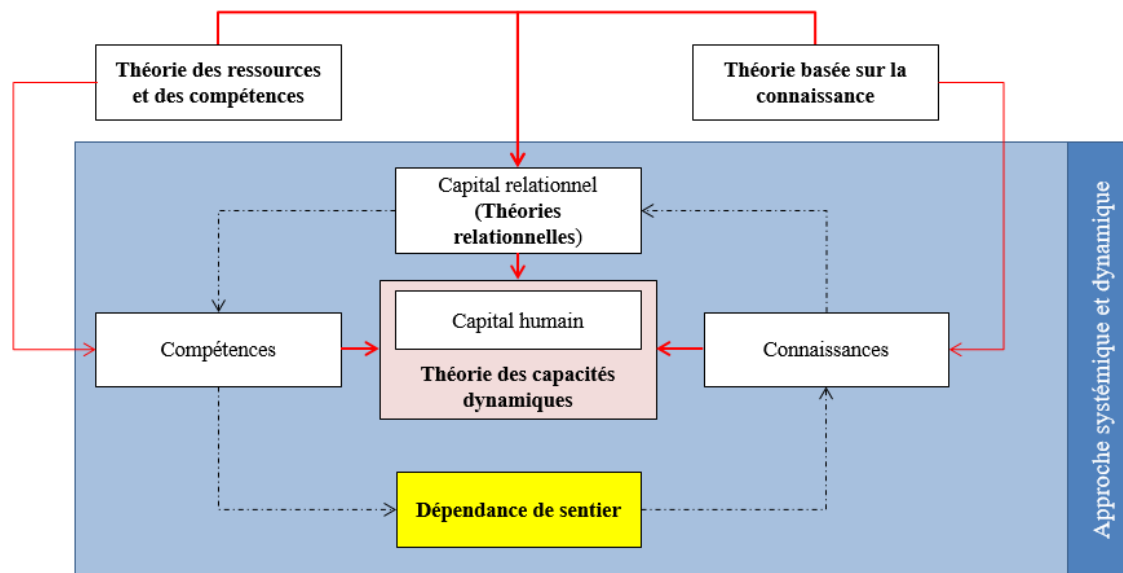 Théorie des ressources
et des compétences
Théorie basée sur la
connaissance
Capital relationnel
(Théories
relationnelles)
Capital humain
Théorie des capacités
dynamiques
Compétences
Connaissances
Dépendance de sentier
Approche systémique et dynamique